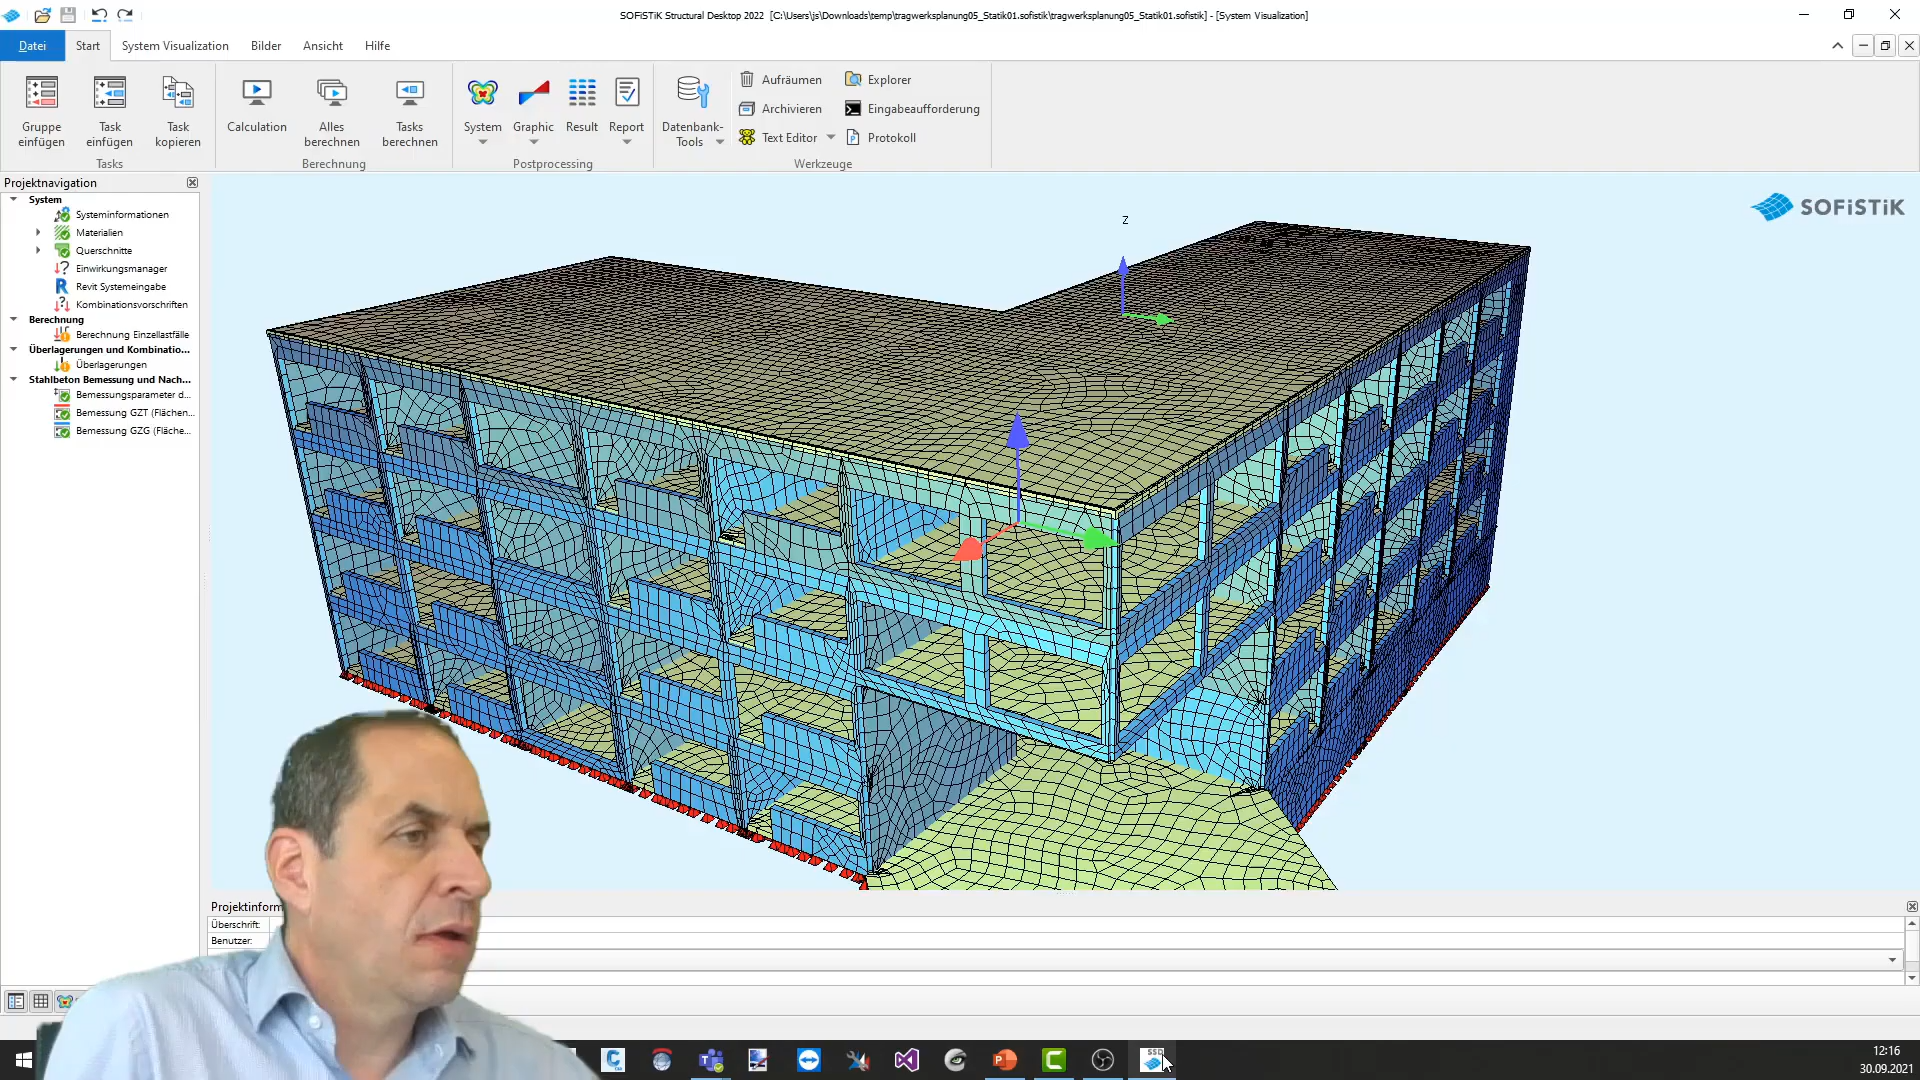 SOFiSTiK Structural Desktop 2022 [C:\Users\js\Downloads\temp\tragwerksplanung05_Statik01.sofistik\tragwerksplanung05_Statik01.sofistik] - [System Visualization]
Datei Start System Visualization Bilder Ansicht Hilfe
Gruppe einfügen
Task einfügen
Task kopieren
Tasks
Calculation
Alles berechnen
Tasks berechnen
Berechnung
System
Graphic
Result
Report
Postprocessing
Datenbank-Tools
Aufräumen
Archivieren
Text Editor
Explorer
Eingabeaufforderung
Protokoll
Werkzeuge
Projektnavigation
System
Systeminformationen
Materialien
Querschnitte
Einwirkungsmanager
Revit Systemeingabe
Kombinationsvorschriften
Berechnung
Berechnung Einzellastfälle
Überlagerungen und Kombinatio...
Überlagerungen
Stahlbeton Bemessung und Nach...
Bemessungsparameter d...
Bemessung GZT (Flächen...
Bemessung GZG (Fläche...
Z
SOFiSTiK
Projektinform
Überschrift:
Benutzer:
SSD
12:16
30.09.2021